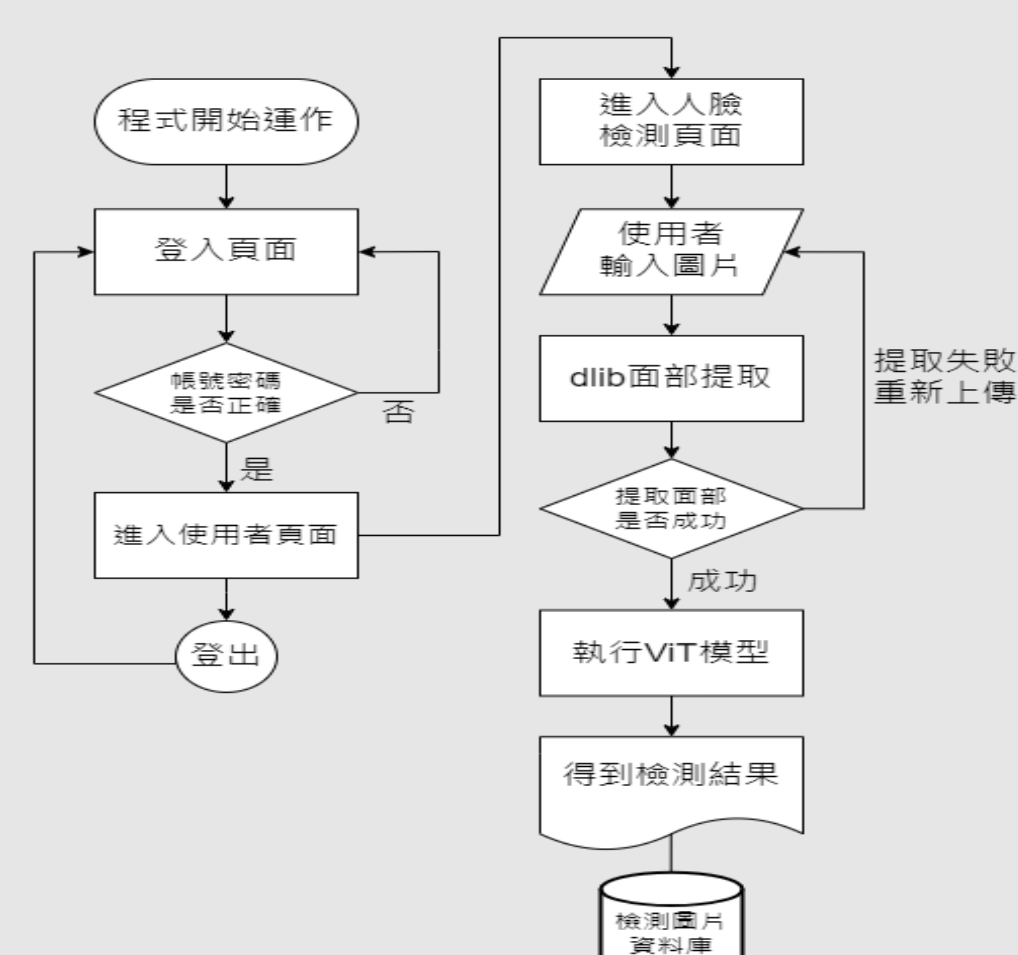 程式開始運作
登入頁面
帳號密碼
是否正確
否
是
進入使用者頁面
登出
進入人臉
檢測頁面
使用者
輸入圖片
dlib面部提取
提取失敗
重新上傳
提取面部
是否成功
成功
執行ViT模型
得到檢測結果
檢測圖片
資料庫